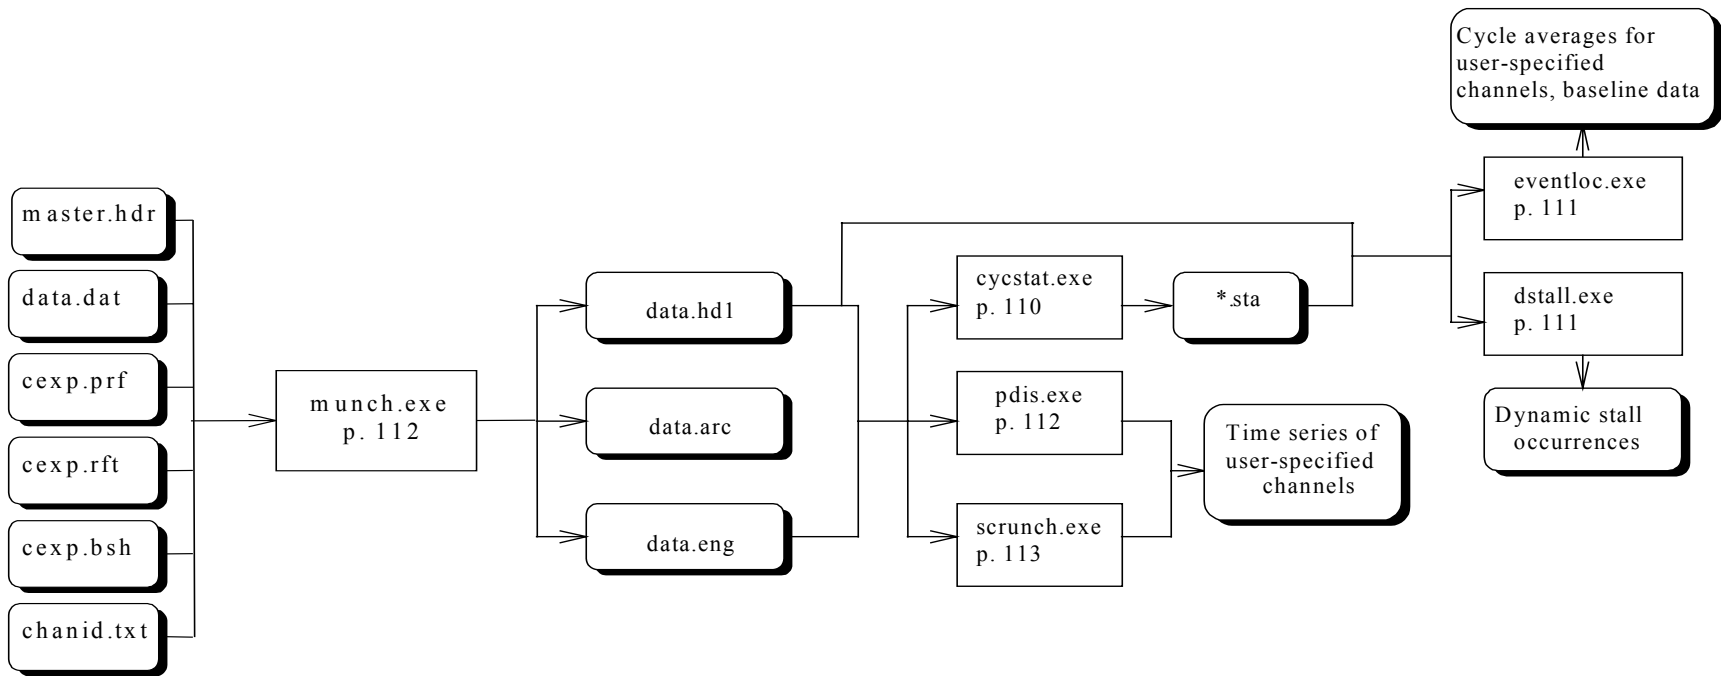 Cycle averages for
user-specified
channels, baseline data
eventloc.exe
p. 111
master.hdr
data.dat
cexp.prf
cexp.rft
cexp.bsh
chanid.txt
munch.exe
p. 112
data.hd1
data.arc
data.eng
cycstat.exe
p. 110
*.sta
pdis.exe
p. 112
scrunch.exe
p. 113
Time series of
user-specified
channels
dstall.exe
p. 111
Dynamic stall
occurrences